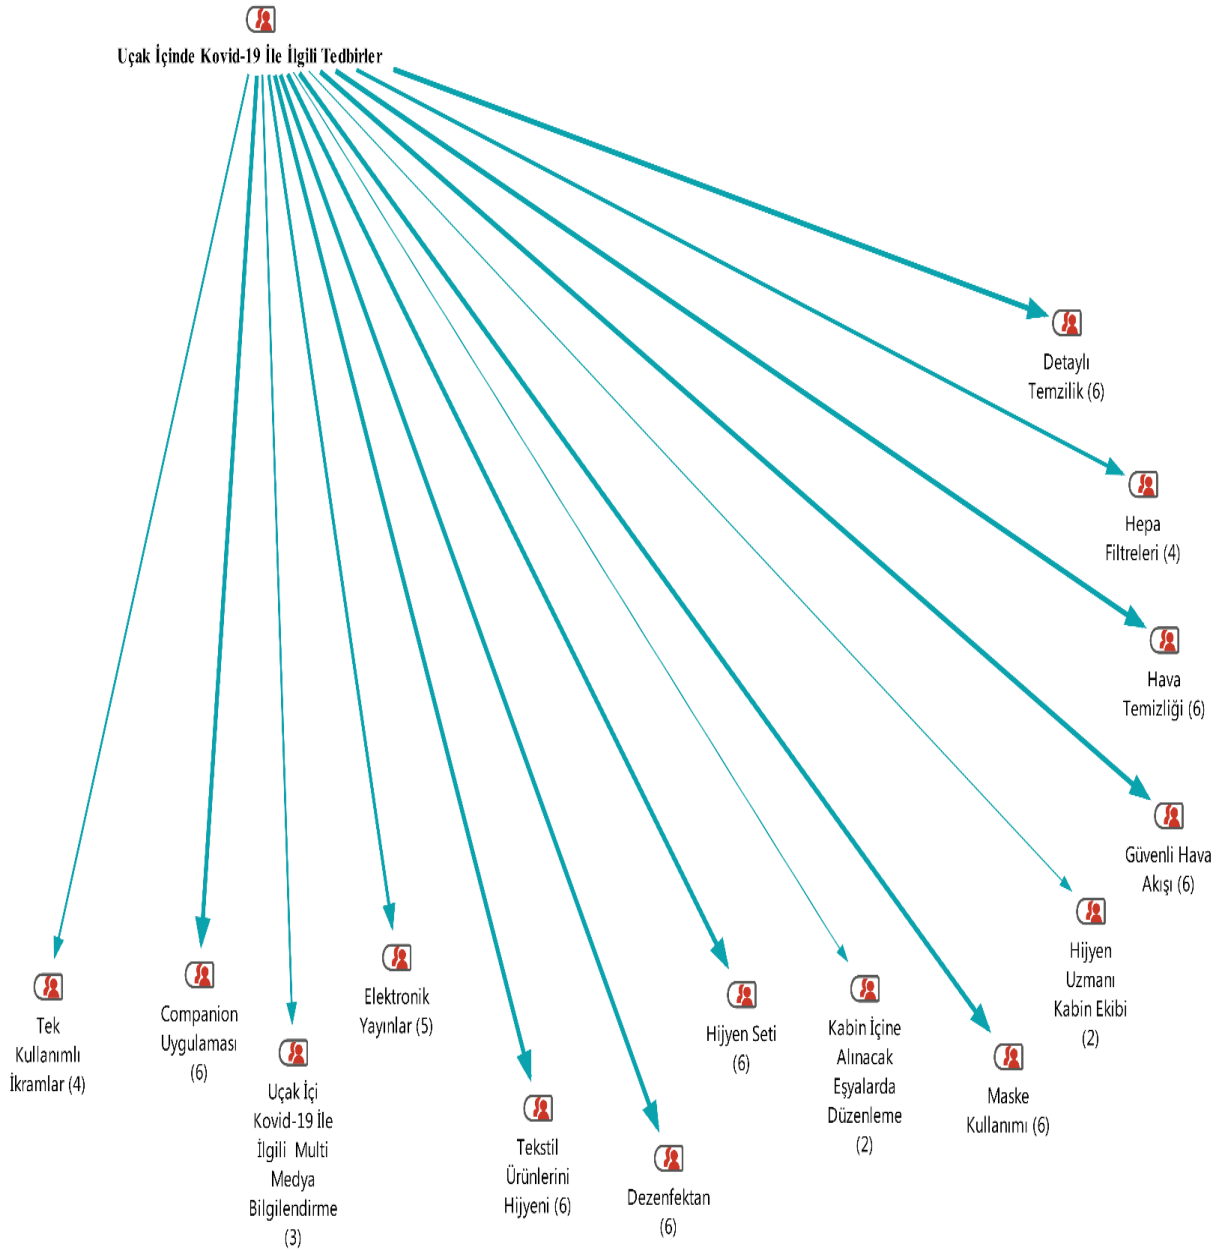 Uçak İçinde Kovid-19 İle İlgili Tedbirler
Detaylı
Temzilik (6)
Hepa
Filtreleri (4)
Hava
Temizliği (6)
Güvenli Hava
Akışı (6)
Hijyen
Uzmanı
Kabin Ekibi
(2)
Maske
Kullanımı (6)
Kabin İçine
Alınacak
Eşyalarda
Düzenleme
(2)
Hijyen Seti
(6)
Dezenfektan
(6)
Tekstil
Ürünlerini
Hijyeni (6)
Elektronik
Yayınlar (5)
Uçak İçi
Kovid-19 İle
İlgili Multi
Medya
Bilgilendirme
(3)
Companion
Uygulaması
(6)
Tek
Kullanımlı
İkramlar (4)